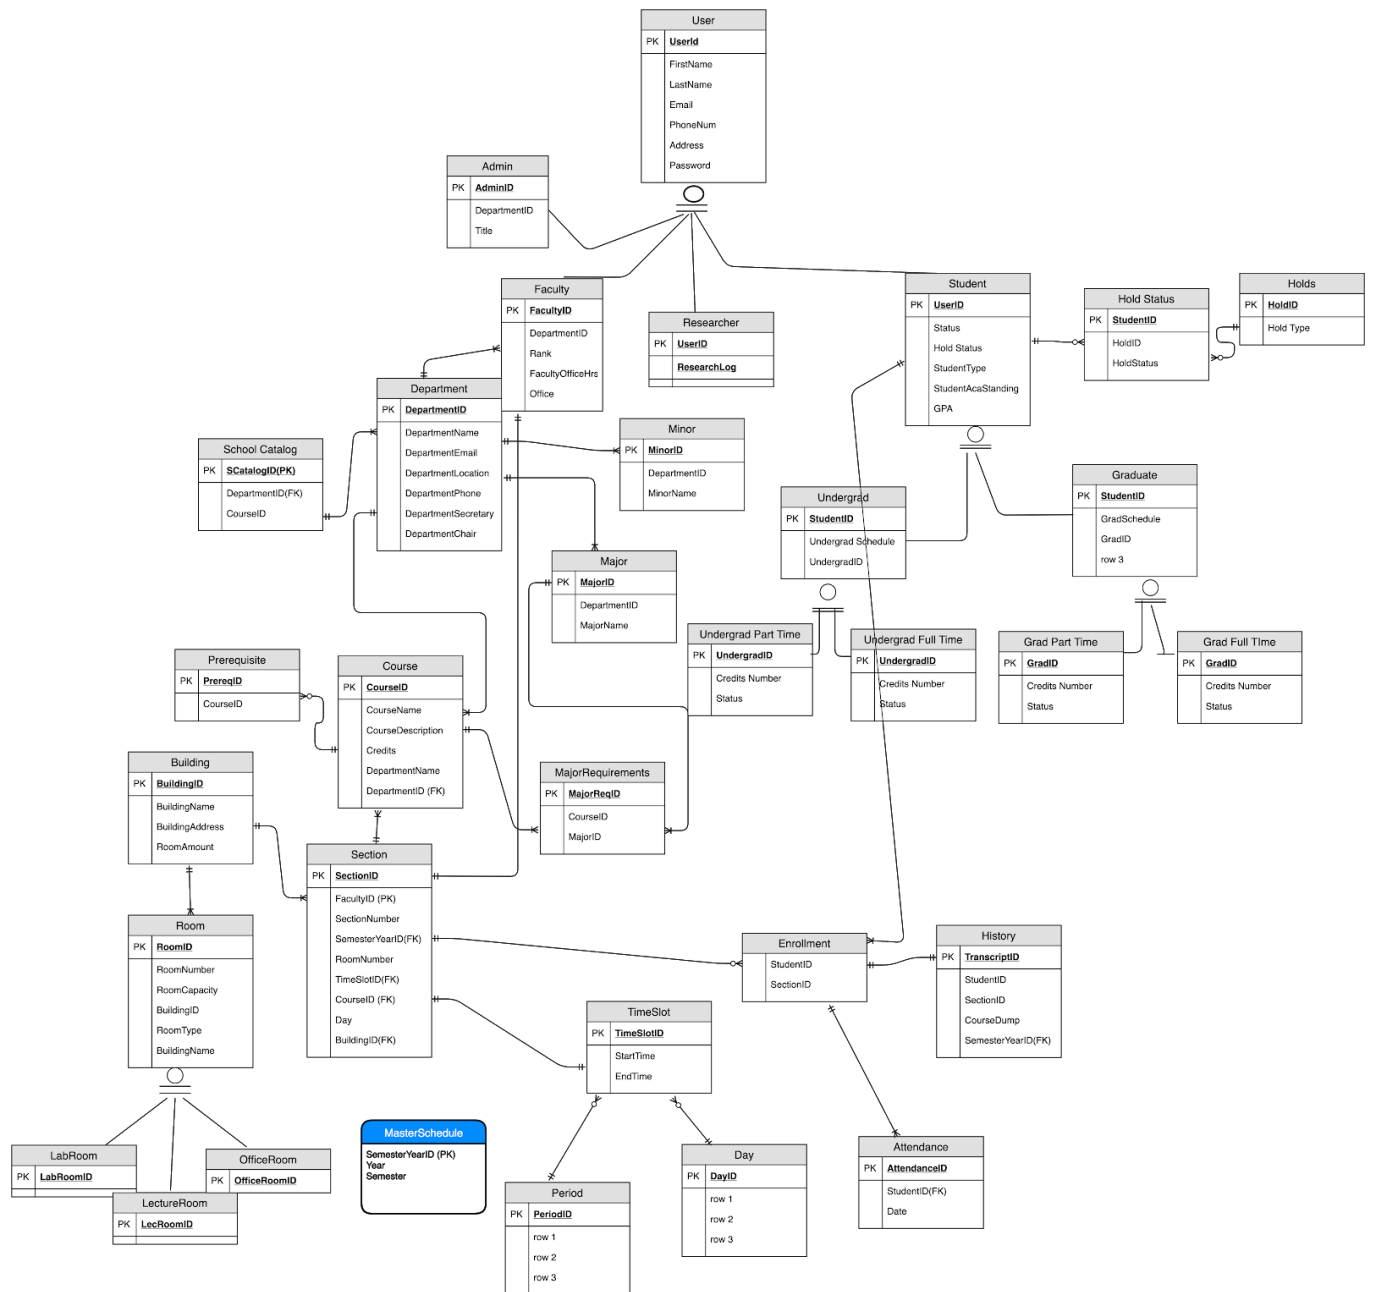 User
PK UserId
FirstName
LastName
Email
PhoneNum
Address
Password
Admin
PK AdminID
DepartmentID
Title
Faculty
PK FacultyID
DepartmentID
Rank
FacultyOfficeHrs
Office
Researcher
PK UserID
ResearchLog
Student
PK UserID
Status
Hold Status
StudentType
StudentAcaStanding
GPA
Hold Status
PK StudentID
HoldID
HoldStatus
Holds
PK HoldID
Hold Type
Department
PK DepartmentID
DepartmentName
DepartmentEmail
DepartmentLocation
DepartmentPhone
DepartmentSecretary
DepartmentChair
School Catalog
PK SCatalogID(PK)
DepartmentID(FK)
CourseID
Minor
PK MinorID
DepartmentID
MinorName
Undergrad
PK StudentID
Undergrad Schedule
UndergradID
Graduate
PK StudentID
GradSchedule
GradID
row 3
Major
PK MajorID
DepartmentID
MajorName
Undergrad Part Time
PK UndergradID
Credits Number
Status
Undergrad Full Time
PK UndergradID
Credits Number
Status
Grad Part Time
PK GradID
Credits Number
Status
Grad Full TIme
PK GradID
Credits Number
Status
Prerequisite
PK PrereqID
CourseID
Course
PK CourseID
CourseName
CourseDescription
Credits
DepartmentName
DepartmentID (FK)
Building
PK BuildingID
BuildingName
BuildingAddress
RoomAmount
MajorRequirements
PK MajorReqID
CourseID
MajorID
Section
PK SectionID
FacultyID (PK)
SectionNumber
SemesterYearID(FK)
RoomNumber
TimeSlotID(FK)
CourseID (FK)
Day
BuildingID(FK)
Room
PK RoomID
RoomNumber
RoomCapacity
BuildingID
RoomType
BuildingName
Enrollment
StudentID
SectionID
History
PK TranscriptID
StudentID
SectionID
CourseDump
SemesterYearID(FK)
TimeSlot
PK TimeSlotID
StartTime
EndTime
MasterSchedule
SemesterYearID (PK)
Year
Semester
LabRoom
PK LabRoomID
OfficeRoom
PK OfficeRoomID
LectureRoom
PK LecRoomID
Period
PK PeriodID
row 1
row 2
row 3
Day
PK DayID
row 1
row 2
row 3
Attendance
PK AttendanceID
StudentID(FK)
Date